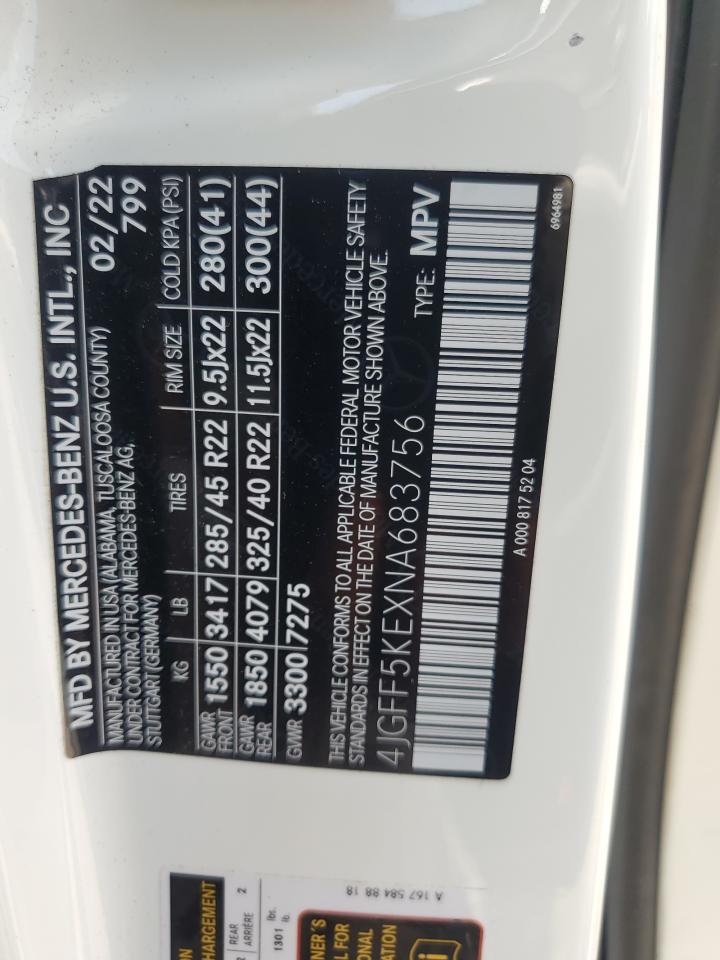 MFD BY MERCEDES-BENZ U.S. INTL., INC
MANUFACTURED IN USA (ALABAMA, TUSCALOOSA COUNTY) 02/22
UNDER CONTRACT FOR MERCEDES-BENZ AG, 799
STUTTGART (GERMANY)
KG LB TIRES RIM SIZE COLD KPA (PSI)
GAWR FRONT 1550 3417 285/45 R22 9.5Jx22 280(41)
GAWR REAR 1850 4079 325/40 R22 11.5Jx22 300(44)
GVWR 3300 7275
THIS VEHICLE CONFORMS TO ALL APPLICABLE FEDERAL MOTOR VEHICLE SAFETY
STANDARDS IN EFFECT ON THE DATE OF MANUFACTURE SHOWN ABOVE.
4JGFF5KEXNA683756 TYPE: MPV
A 000 817 52 04 6964981
CHARGEMENT
REAR 2
ARRIÈRE
1301 lbs.
A 167 584 88 18